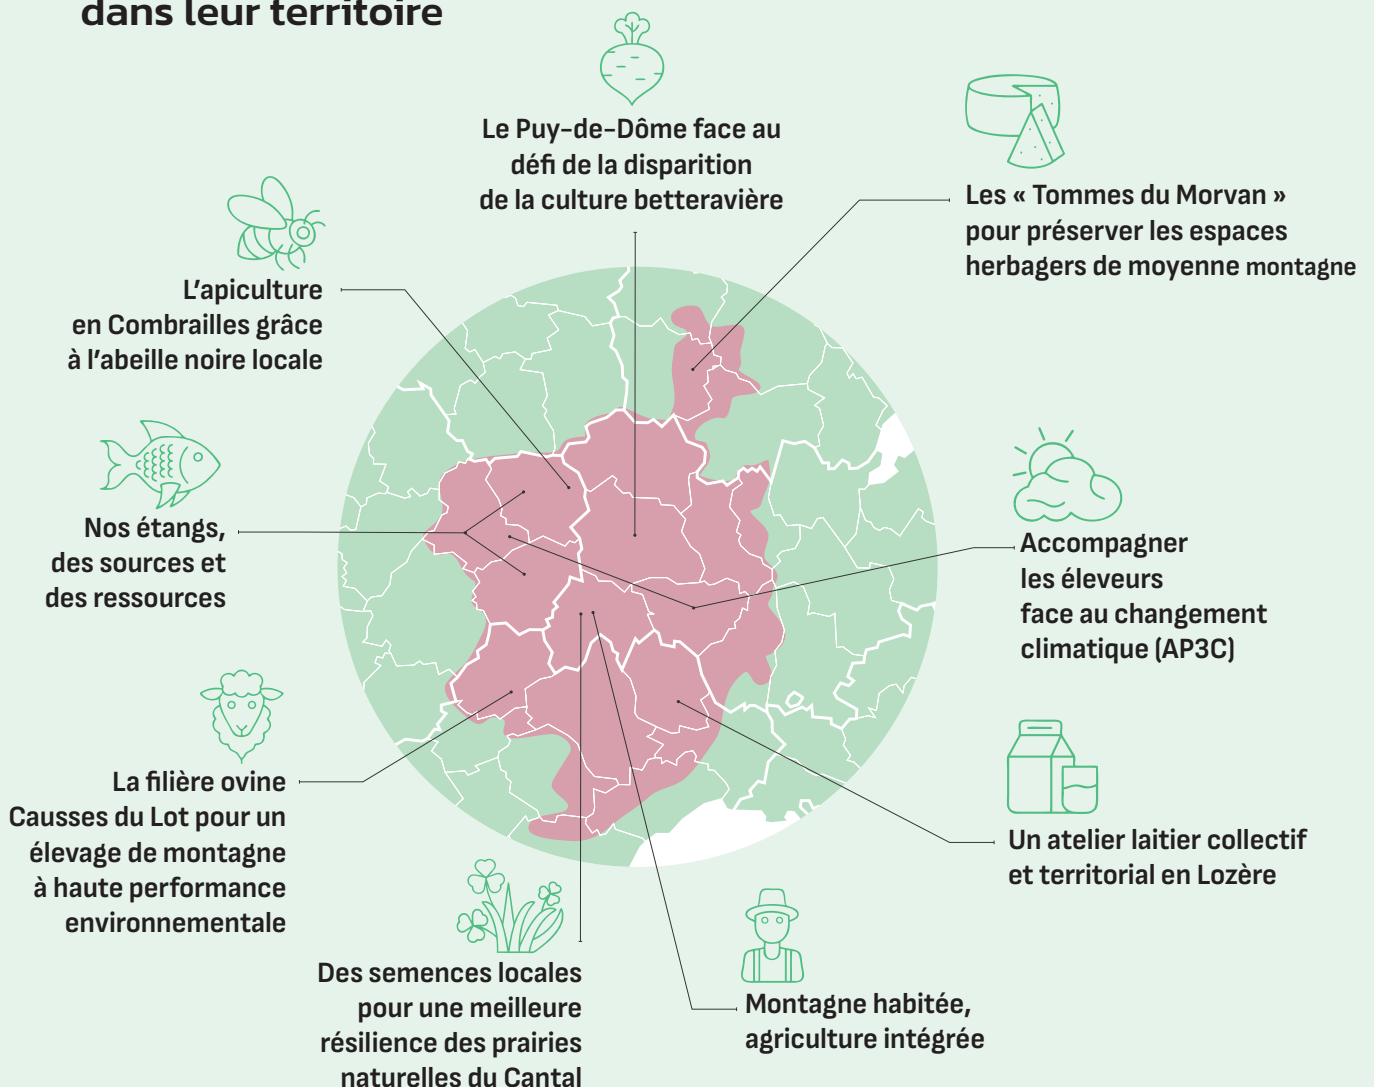 dans leur territoire
Le Puy-de-Dôme face au
défi de la disparition
de la culture betteravière
Les « Tommes du Morvan »
pour préserver les espaces
herbagers de moyenne montagne
L’apiculture
en Combrailles grâce
à l’abeille noire locale
Nos étangs,
des sources et
des ressources
Accompagner
les éleveurs
face au changement
climatique (AP3C)
La filière ovine
Causses du Lot pour un
élevage de montagne
à haute performance
environnementale
Un atelier laitier collectif
et territorial en Lozère
Des semences locales
pour une meilleure
résilience des prairies
naturelles du Cantal
Montagne habitée,
agriculture intégrée